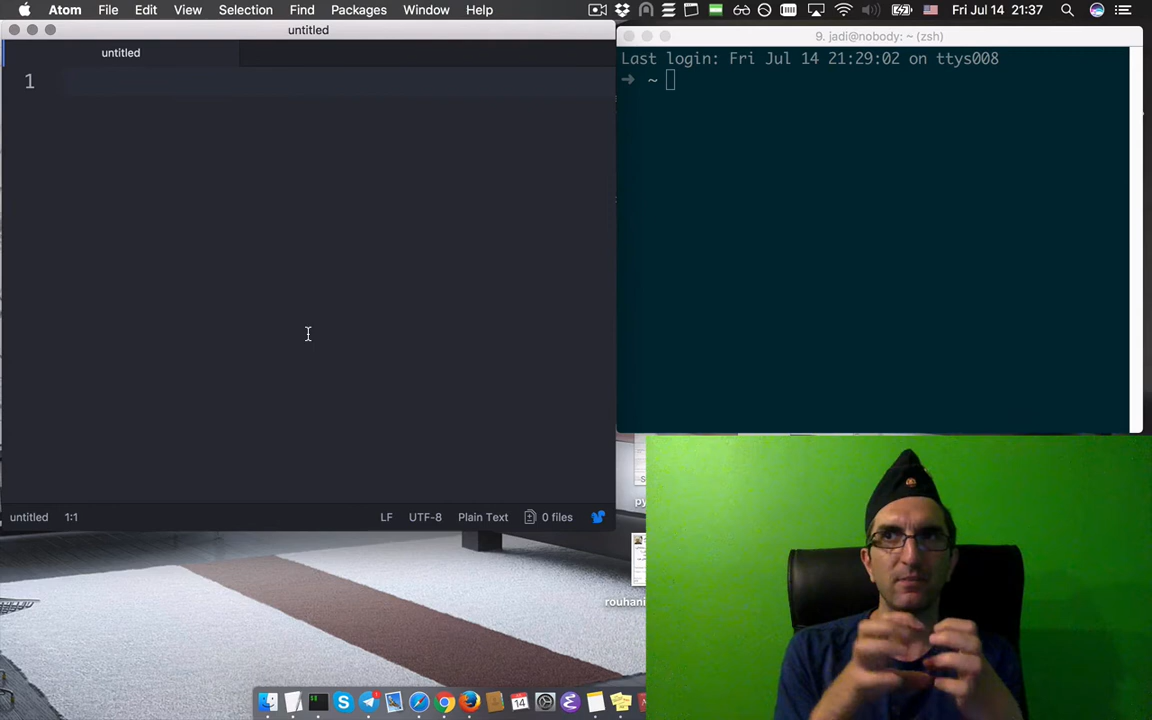 Atom File Edit View Selection Find Packages Window Help Fri Jul 14 21:37
untitled
untitled
1
untitled 1:1 LF UTF-8 Plain Text 0 files
9. jadi@nobody: ~ (zsh)
Last login: Fri Jul 14 21:29:02 on ttys008
➜ ~
py
rouhani
14